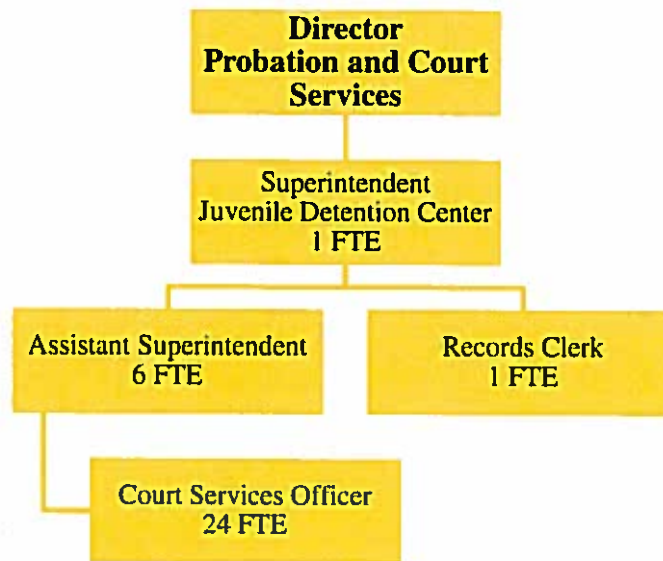 Director
Probation and Court
Services
Superintendent
Juvenile Detention Center
1 FTE
Assistant Superintendent
6 FTE
Records Clerk
1 FTE
Court Services Officer
24 FTE